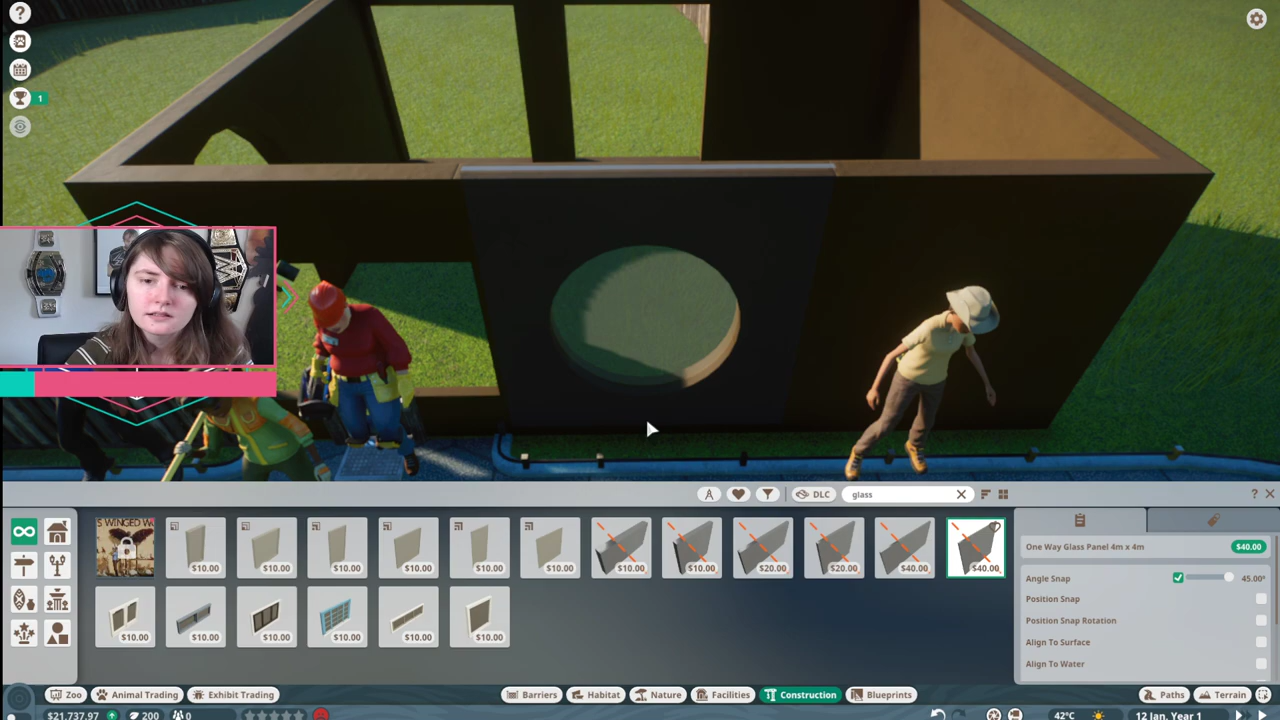 ?
1
DLC
glass
?
S WINGED W
$10.00
$10.00
$10.00
$10.00
$10.00
$10.00
$10.00
$10.00
$20.00
$20.00
$40.00
$40.00
$10.00
$10.00
$10.00
$10.00
$10.00
$10.00
One Way Glass Panel 4m x 4m
$40.00
Angle Snap
45.00°
Position Snap
Position Snap Rotation
Align To Surface
Align To Water
Zoo
Animal Trading
Exhibit Trading
Barriers
Habitat
Nature
Facilities
Construction
Blueprints
Paths
Terrain
$21,737.97
200
0
42°C
12 Jan, Year 1